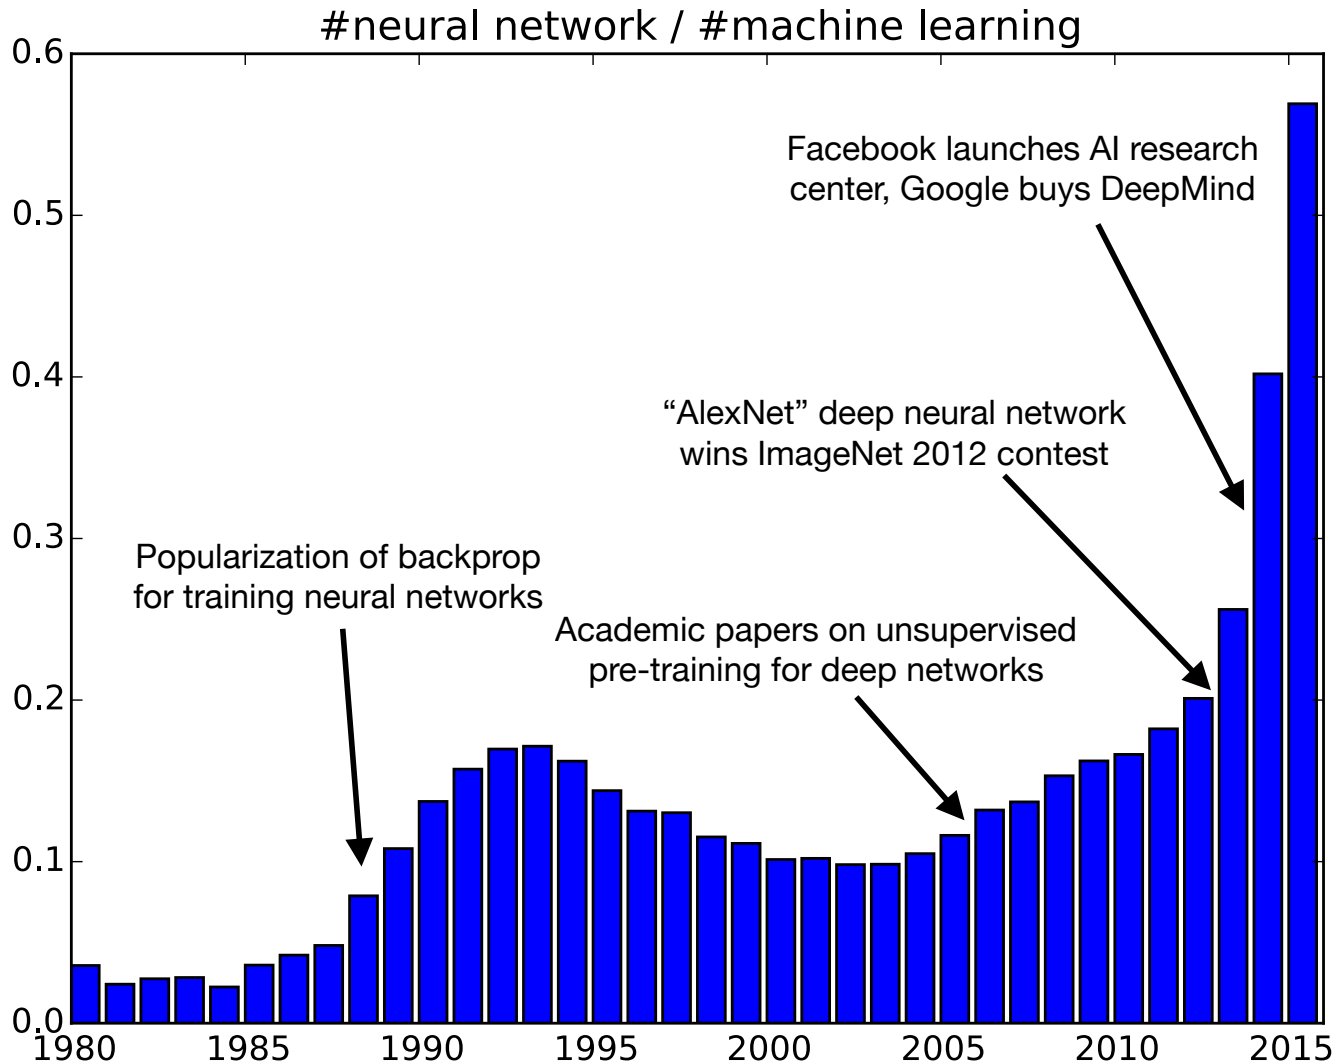 #neural network / #machine learning
0.6
Facebook launches AI research
center, Google buys DeepMind
0.5
0.4
“AlexNet” deep neural network
wins ImageNet 2012 contest
0.3
Popularization of backprop
for training neural networks
Academic papers on unsupervised
pre-training for deep networks
0.2
0.1
0.0
1980 1985 1990 1995 2000 2005 2010 2015